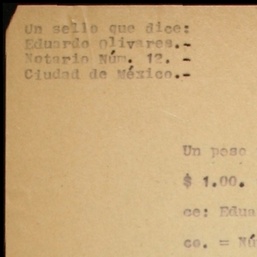 Un sello que dice:
Eduardo Olivares.-
Notario Núm. 12. -
Ciudad de México.-
Un peso
$ 1.00.
ce: Edua
co. = Nú